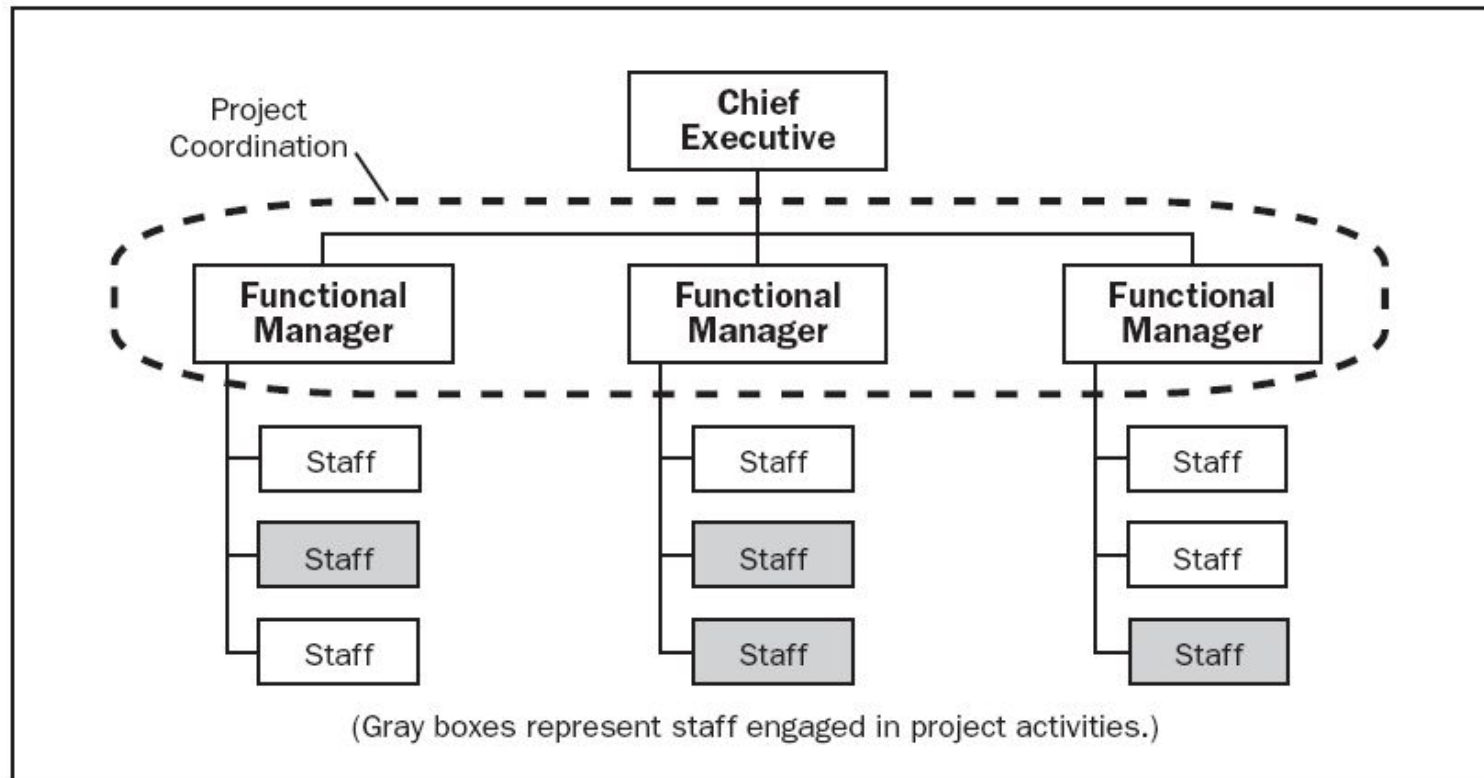 Project
Coordination
Chief
Executive
Functional
Manager
Functional
Manager
Functional
Manager
Staff
Staff
Staff
Staff
Staff
Staff
Staff
Staff
Staff
(Gray boxes represent staff engaged in project activities.)